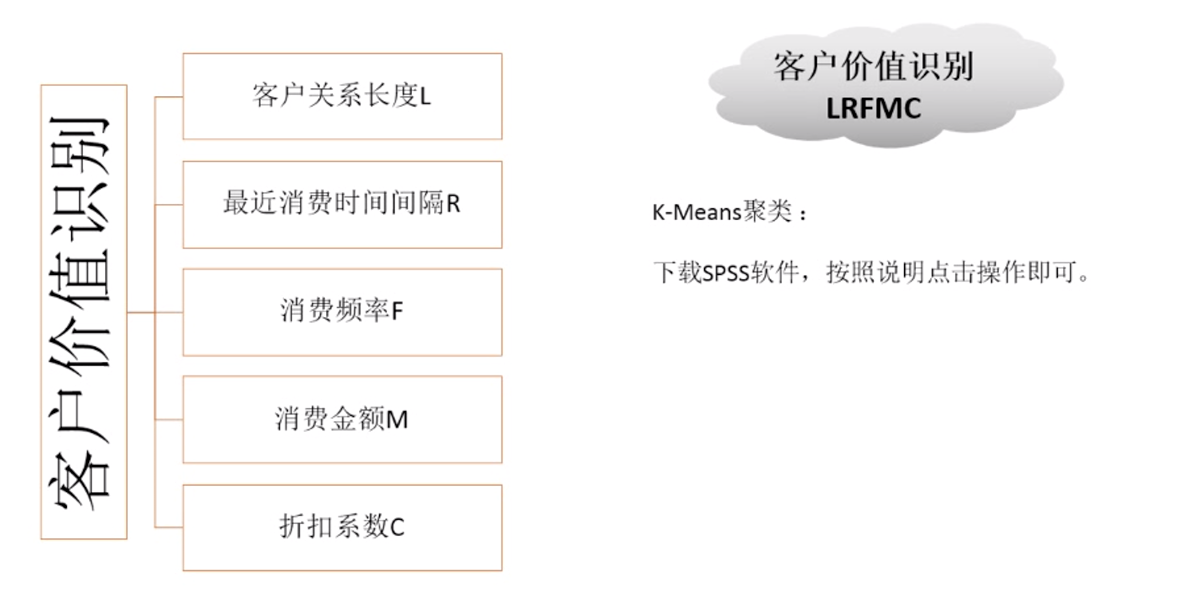 客户价值识别
客户关系长度L
最近消费时间间隔R
消费频率F
消费金额M
折扣系数C
客户价值识别
LRFMC
K-Means聚类：
下载SPSS软件，按照说明点击操作即可。